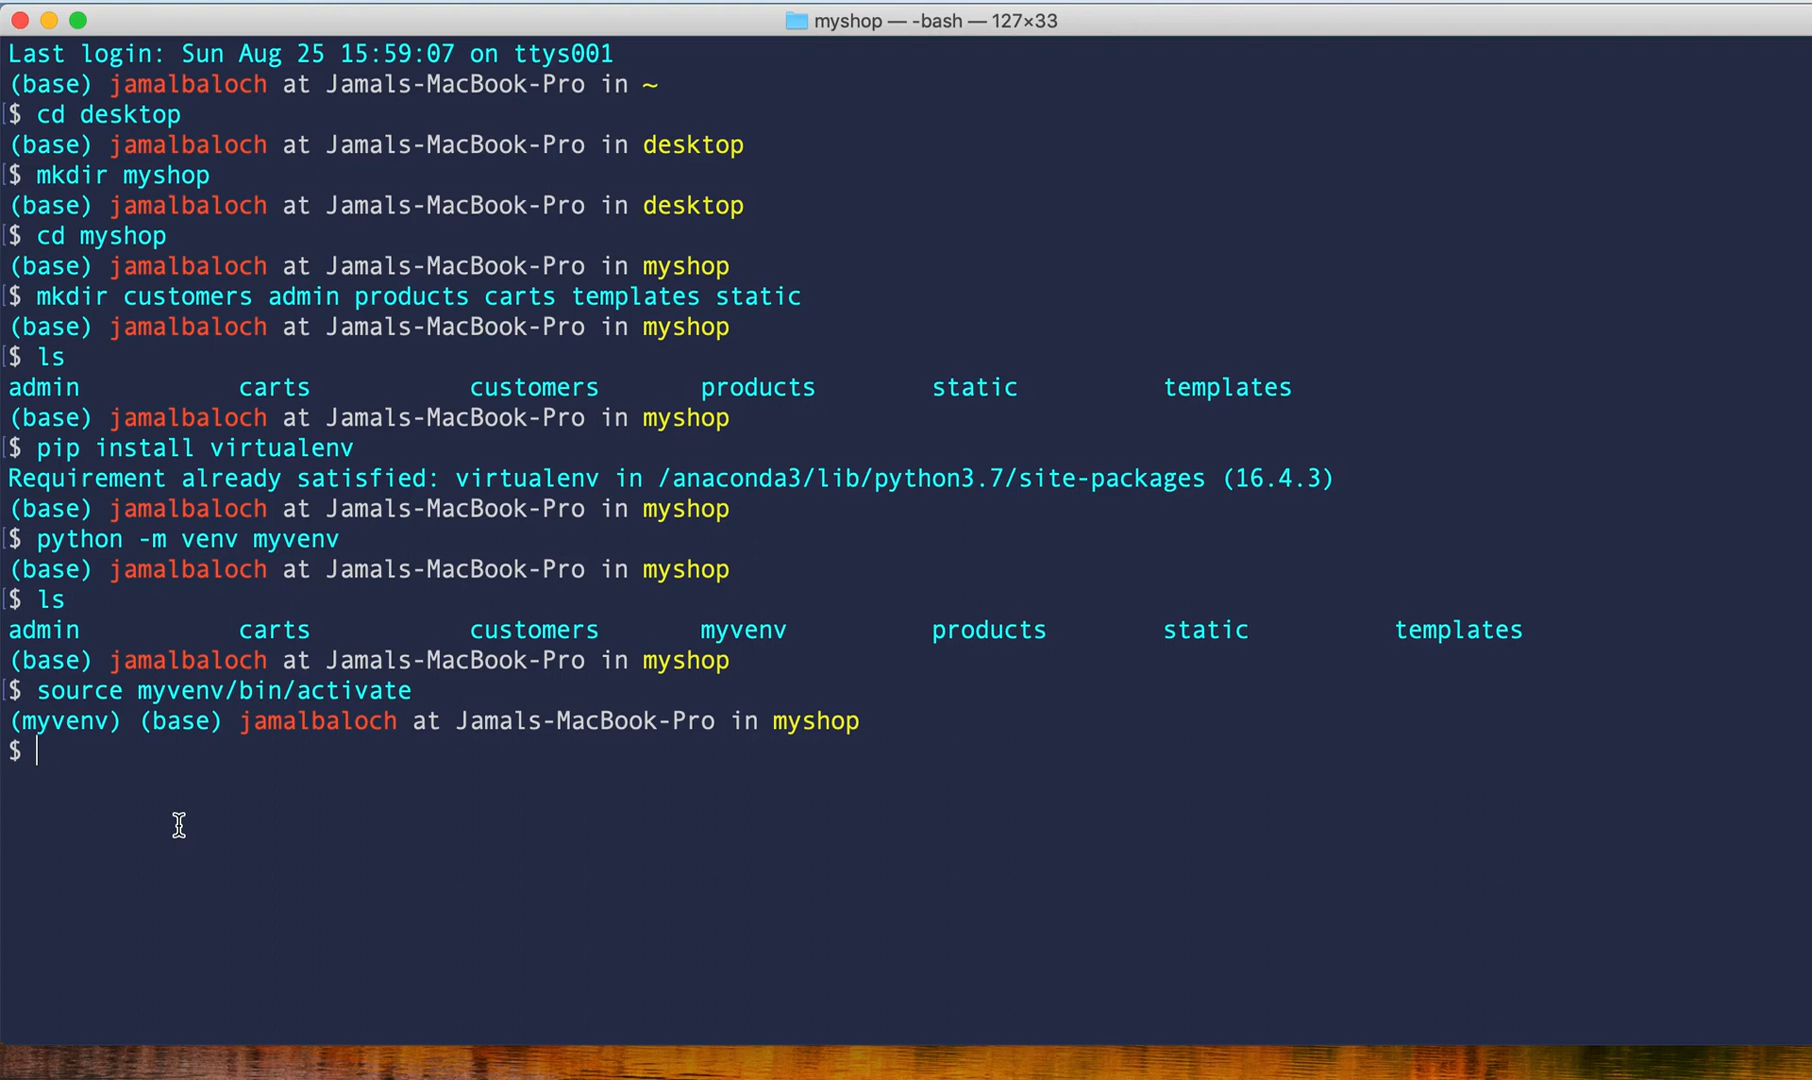 myshop — -bash — 127×33
Last login: Sun Aug 25 15:59:07 on ttys001
(base) jamalbaloch at Jamals-MacBook-Pro in ~
[$ cd desktop
(base) jamalbaloch at Jamals-MacBook-Pro in desktop
[$ mkdir myshop
(base) jamalbaloch at Jamals-MacBook-Pro in desktop
[$ cd myshop
(base) jamalbaloch at Jamals-MacBook-Pro in myshop
[$ mkdir customers admin products carts templates static
(base) jamalbaloch at Jamals-MacBook-Pro in myshop
[$ ls
admin carts customers products static templates
(base) jamalbaloch at Jamals-MacBook-Pro in myshop
[$ pip install virtualenv
Requirement already satisfied: virtualenv in /anaconda3/lib/python3.7/site-packages (16.4.3)
(base) jamalbaloch at Jamals-MacBook-Pro in myshop
[$ python -m venv myvenv
(base) jamalbaloch at Jamals-MacBook-Pro in myshop
[$ ls
admin carts customers myvenv products static templates
(base) jamalbaloch at Jamals-MacBook-Pro in myshop
[$ source myvenv/bin/activate
(myvenv) (base) jamalbaloch at Jamals-MacBook-Pro in myshop
$